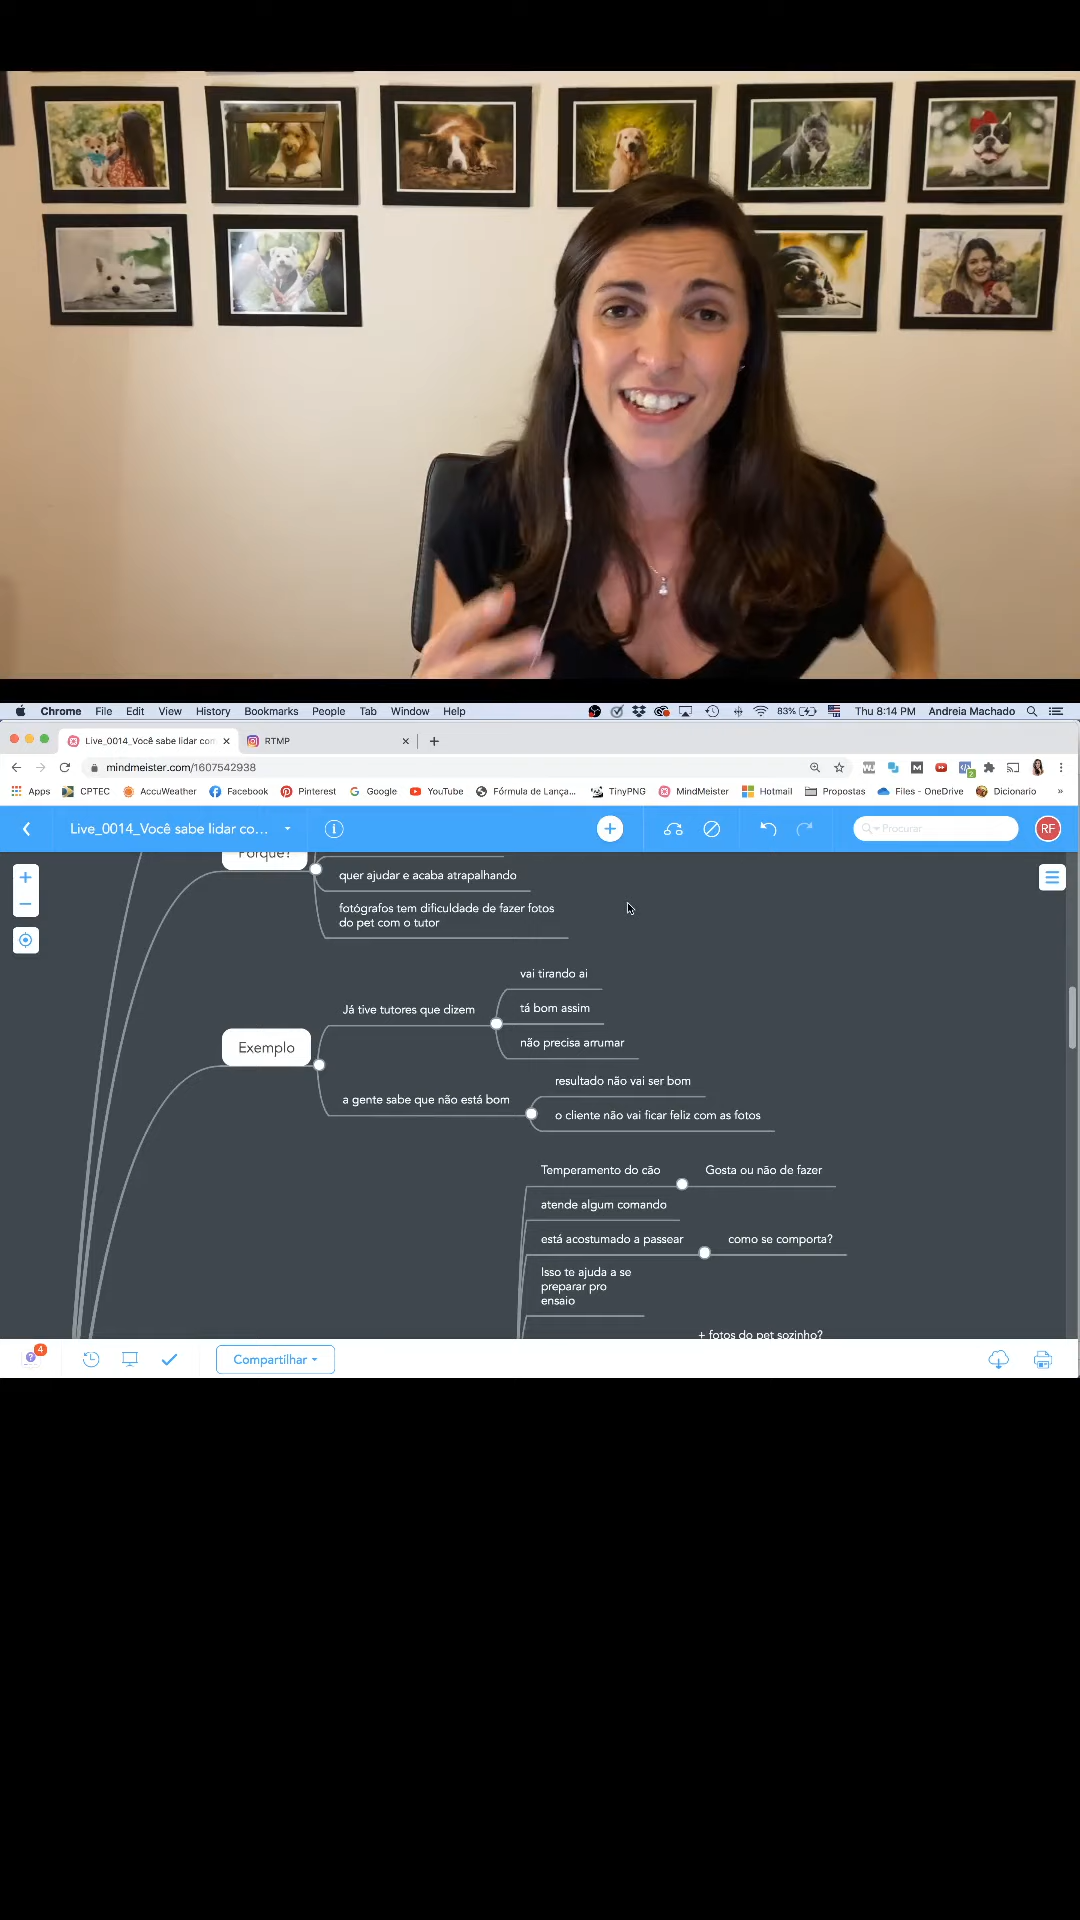 Chrome File Edit View History Bookmarks People Tab Window Help 83% Thu 8:14 PM Andreia Machado
Live_0014_Você sabe lidar con RTMP
mindmeister.com/1607542938
Apps CPTEC AccuWeather Facebook Pinterest Google YouTube Fórmula de Lança... TinyPNG MindMeister Hotmail Propostas Files - OneDrive Dicionario »
Live_0014_Você sabe lidar co... Procurar RF
Porque?
quer ajudar e acaba atrapalhando
fotógrafos tem dificuldade de fazer fotos
do pet com o tutor
Exemplo
Já tive tutores que dizem
vai tirando ai
tá bom assim
não precisa arrumar
a gente sabe que não está bom
resultado não vai ser bom
o cliente não vai ficar feliz com as fotos
Temperamento do cão
Gosta ou não de fazer
atende algum comando
está acostumado a passear
como se comporta?
Isso te ajuda a se
preparar pro
ensaio
+ fotos do pet sozinho?
4
Compartilhar